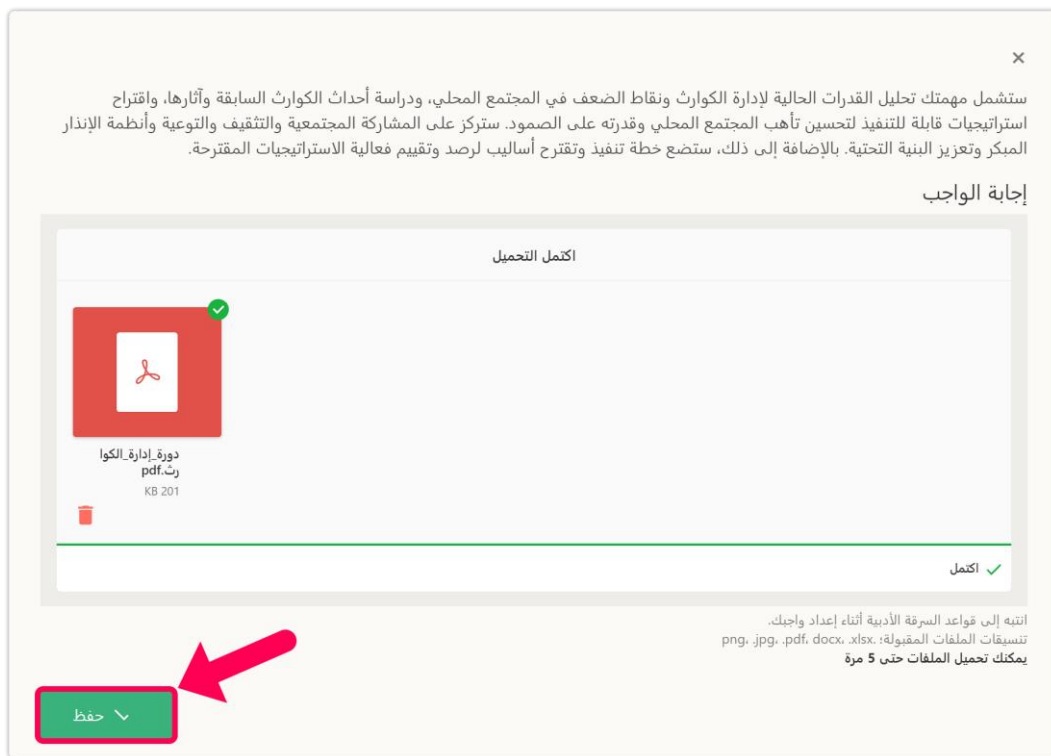 ×
ستشمل مهمتك تحليل القدرات الحالية لإدارة الكوارث ونقاط الضعف في المجتمع المحلي، ودراسة أحداث الكوارث السابقة وآثارها، واقتراح
استراتيجيات قابلة للتنفيذ لتحسين تأهب المجتمع المحلي وقدرته على الصمود. ستركز على المشاركة المجتمعية والتثقيف والتوعية وأنظمة الإنذار
المبكر وتعزيز البنية التحتية. بالإضافة إلى ذلك، ستضع خطة تنفيذ وتقترح أساليب لرصد وتقييم فعالية الاستراتيجيات المقترحة.
إجابة الواجب
اكتمل التحميل
دورة_إدارة_الكوا
رث.pdf
KB 201
اكتمل
انتبه إلى قواعد السرقة الأدبية أثناء إعداد واجبك.
تنسيقات الملفات المقبولة: .png، .jpg، .pdf، docx، .xlsx
يمكنك تحميل الملفات حتى 5 مرة
حفظ